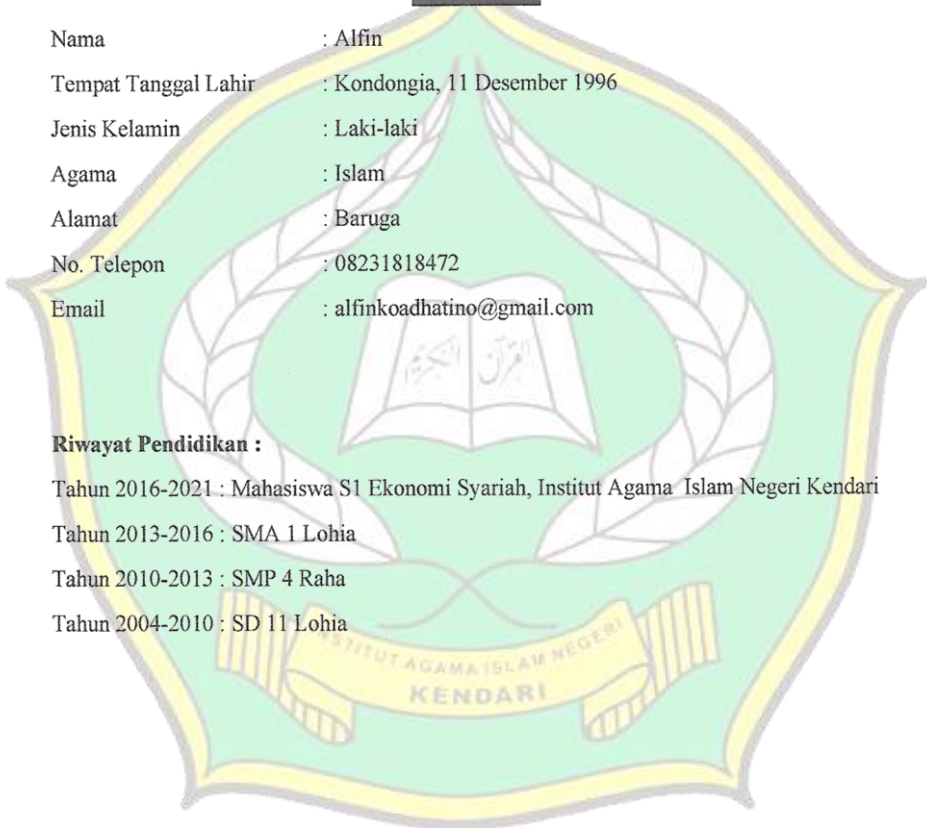 Nama : Alfin
Tempat Tanggal Lahir : Kondongia, 11 Desember 1996
Jenis Kelamin : Laki-laki
Agama : Islam
Alamat : Baruga
No. Telepon : 08231818472
Email : alfinkoadhatino@gmail.com
القرآن الكريم
Riwayat Pendidikan :
Tahun 2016-2021 : Mahasiswa S1 Ekonomi Syariah, Institut Agama Islam Negeri Kendari
Tahun 2013-2016 : SMA 1 Lohia
Tahun 2010-2013 : SMP 4 Raha
Tahun 2004-2010 : SD 11 Lohia
INSTITUT AGAMA ISLAM NEGERI
KENDARI